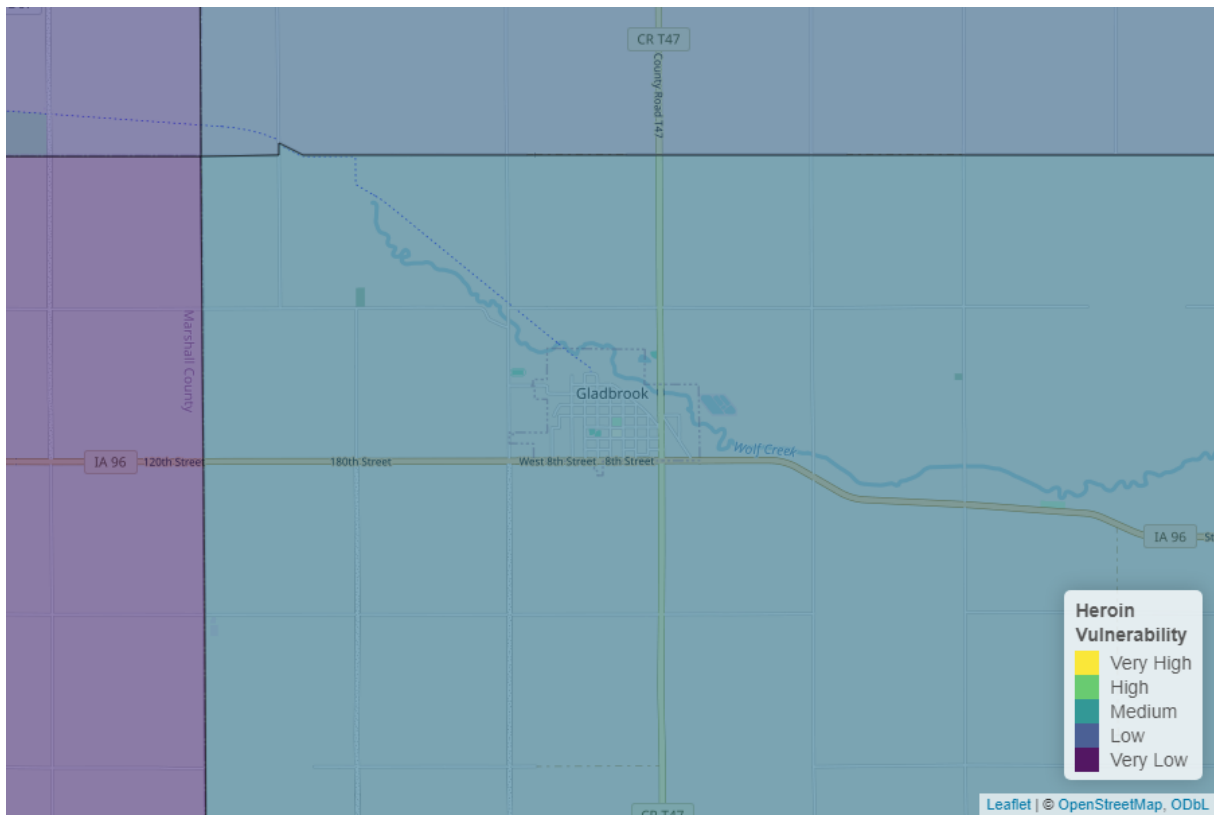 CR T47
County Road T47
Marshall County
Gladbrook
Wolf Creek
IA 96
120th Street
180th Street
West 8th Street
8th Street
IA 96
St
CR T47
Heroin
Vulnerability
Very High
High
Medium
Low
Very Low
Leaflet | © OpenStreetMap, ODbL